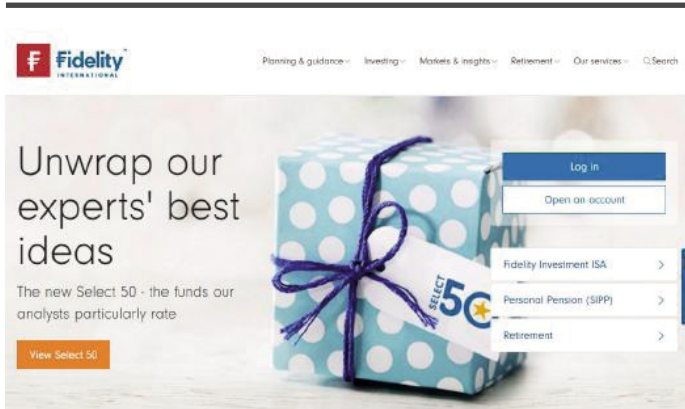 Fidelity
INTERNATIONAL
Planning & guidance Investing Markets & insights Retirement Our services Search
Unwrap our
experts' best
ideas
The new Select 50 - the funds our
analysts particularly rate
View Select 50
SELECT
50
Log in
Open an account
Fidelity Investment ISA
Personal Pension (SIPP)
Retirement